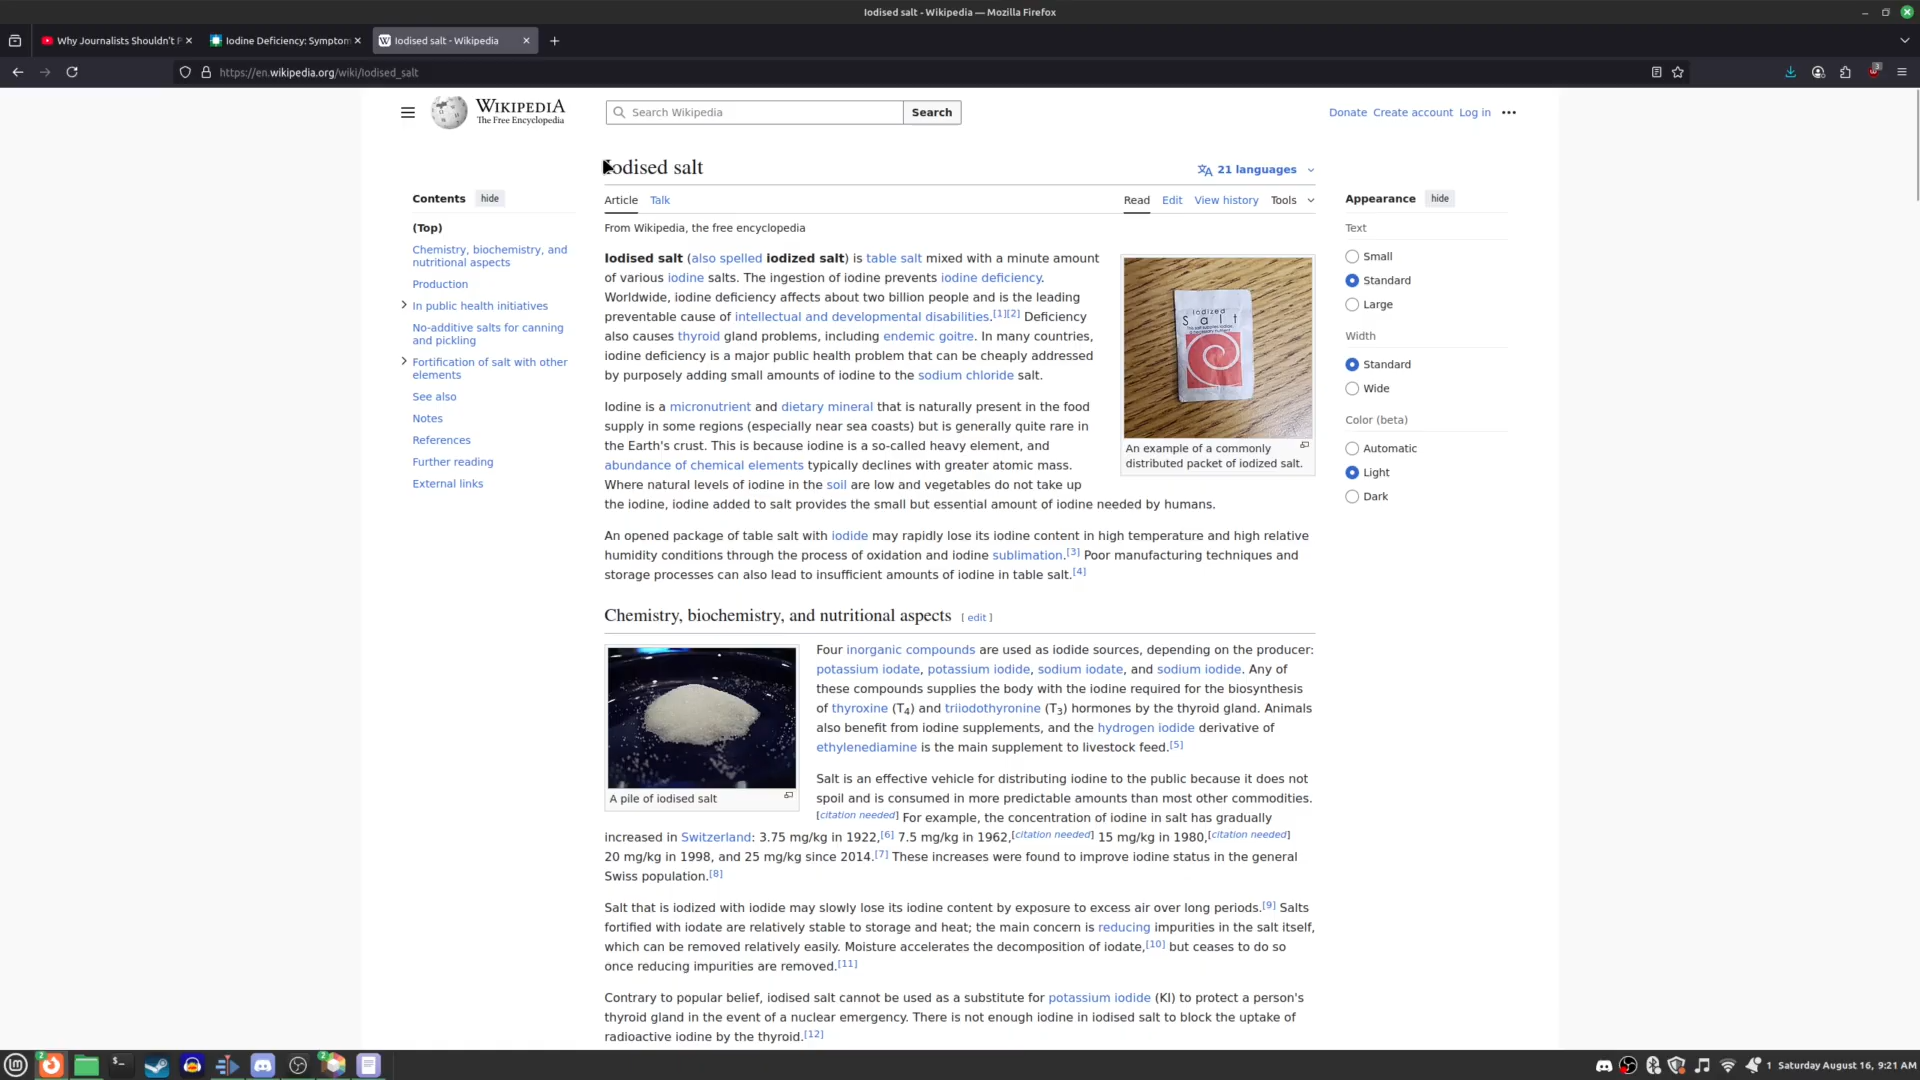 Iodised salt - Wikipedia — Mozilla Firefox
Why Journalists Shouldn't P
Iodine Deficiency: Symptom
Iodised salt - Wikipedia
https://en.wikipedia.org/wiki/Iodised_salt
3
WIKIPEDIA
The Free Encyclopedia
Search Wikipedia
Search
Donate Create account Log in
Iodised salt
21 languages
Article Talk
Read Edit View history Tools
From Wikipedia, the free encyclopedia
Contents hide
(Top)
Chemistry, biochemistry, and
nutritional aspects
Production
In public health initiatives
No-additive salts for canning
and pickling
Fortification of salt with other
elements
See also
Notes
References
Further reading
External links
Iodised salt (also spelled iodized salt) is table salt mixed with a minute amount
of various iodine salts. The ingestion of iodine prevents iodine deficiency.
Worldwide, iodine deficiency affects about two billion people and is the leading
preventable cause of intellectual and developmental disabilities.[1][2] Deficiency
also causes thyroid gland problems, including endemic goitre. In many countries,
iodine deficiency is a major public health problem that can be cheaply addressed
by purposely adding small amounts of iodine to the sodium chloride salt.
iodized
Salt
An example of a commonly
distributed packet of iodized salt.
Iodine is a micronutrient and dietary mineral that is naturally present in the food
supply in some regions (especially near sea coasts) but is generally quite rare in
the Earth's crust. This is because iodine is a so-called heavy element, and
abundance of chemical elements typically declines with greater atomic mass.
Where natural levels of iodine in the soil are low and vegetables do not take up
the iodine, iodine added to salt provides the small but essential amount of iodine needed by humans.
An opened package of table salt with iodide may rapidly lose its iodine content in high temperature and high relative
humidity conditions through the process of oxidation and iodine sublimation.[3] Poor manufacturing techniques and
storage processes can also lead to insufficient amounts of iodine in table salt.[4]
Chemistry, biochemistry, and nutritional aspects [ edit ]
A pile of iodised salt
Four inorganic compounds are used as iodide sources, depending on the producer:
potassium iodate, potassium iodide, sodium iodate, and sodium iodide. Any of
these compounds supplies the body with the iodine required for the biosynthesis
of thyroxine (T4) and triiodothyronine (T3) hormones by the thyroid gland. Animals
also benefit from iodine supplements, and the hydrogen iodide derivative of
ethylenediamine is the main supplement to livestock feed.[5]
Salt is an effective vehicle for distributing iodine to the public because it does not
spoil and is consumed in more predictable amounts than most other commodities.
[citation needed] For example, the concentration of iodine in salt has gradually
increased in Switzerland: 3.75 mg/kg in 1922,[6] 7.5 mg/kg in 1962,[citation needed] 15 mg/kg in 1980,[citation needed]
20 mg/kg in 1998, and 25 mg/kg since 2014.[7] These increases were found to improve iodine status in the general
Swiss population.[8]
Salt that is iodized with iodide may slowly lose its iodine content by exposure to excess air over long periods.[9] Salts
fortified with iodate are relatively stable to storage and heat; the main concern is reducing impurities in the salt itself,
which can be removed relatively easily. Moisture accelerates the decomposition of iodate,[10] but ceases to do so
once reducing impurities are removed.[11]
Contrary to popular belief, iodised salt cannot be used as a substitute for potassium iodide (KI) to protect a person's
thyroid gland in the event of a nuclear emergency. There is not enough iodine in iodised salt to block the uptake of
radioactive iodine by the thyroid.[12]
Appearance hide
Text
Small
Standard
Large
Width
Standard
Wide
Color (beta)
Automatic
Light
Dark
2
2
1 Saturday August 16, 9:21 AM